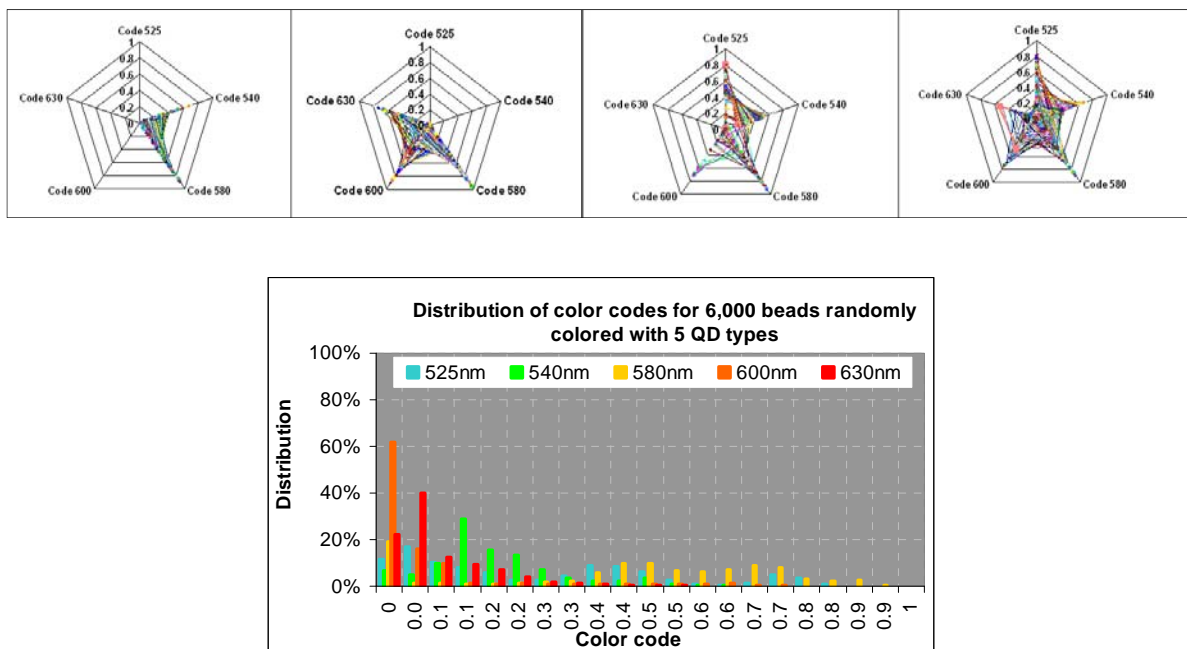 Code 525
1
0.8
0.6
0.4
0.2
0
Code 540
Code 580
Code 600
Code 630
Code 525
1
0.8
0.6
0.4
0.2
0
Code 540
Code 580
Code 600
Code 630
Code 525
1
0.8
0.6
0.4
0.2
0
Code 540
Code 580
Code 600
Code 630
Code 525
1
0.8
0.6
0.4
0.2
Code 540
Code 580
Code 600
Code 630
Distribution of color codes for 6,000 beads randomly
colored with 5 QD types
100%
80%
60%
40%
20%
0%
Distribution
525nm 540nm 580nm 600nm 630nm
0 0.0 0.1 0.1 0.2 0.2 0.3 0.3 0.4 0.4 0.5 0.5 0.6 0.6 0.7 0.7 0.8 0.8 0.9 0.9 1
Color code